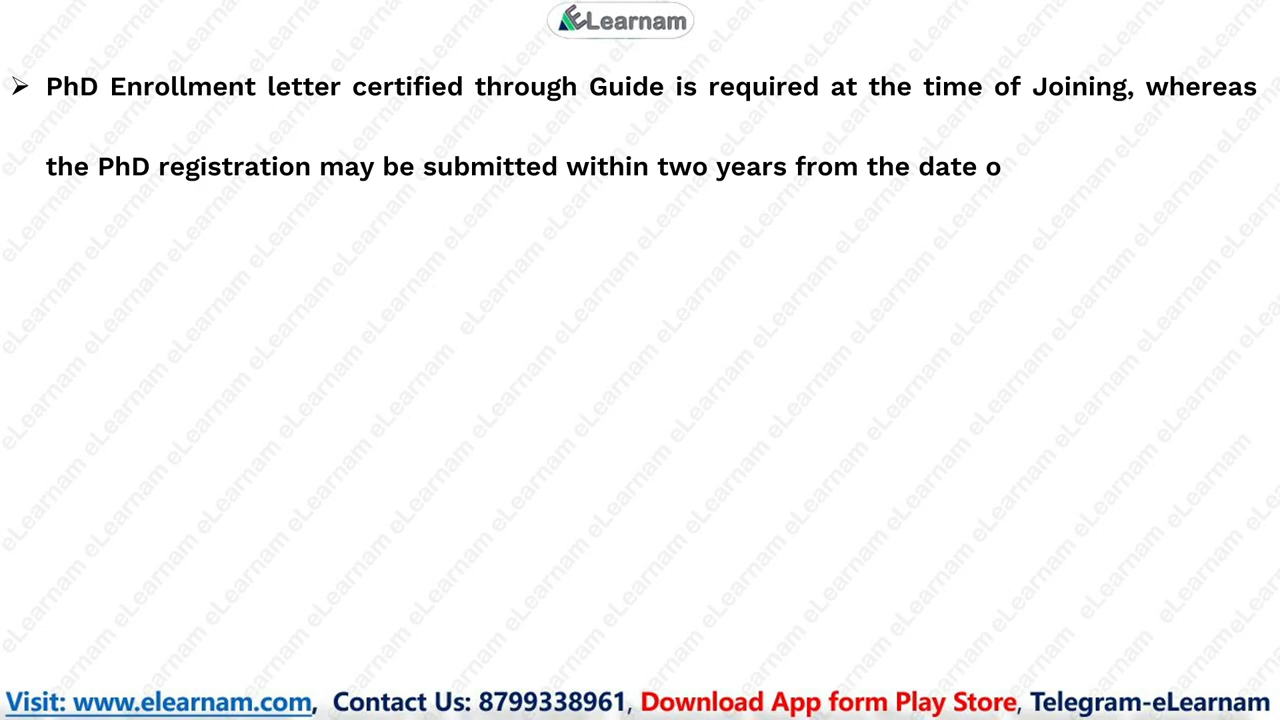 ELearnam
➢ PhD Enrollment letter certified through Guide is required at the time of Joining, whereas
the PhD registration may be submitted within two years from the date o
Visit: www.elearnam.com, Contact Us: 8799338961, Download App form Play Store, Telegram-eLearnam